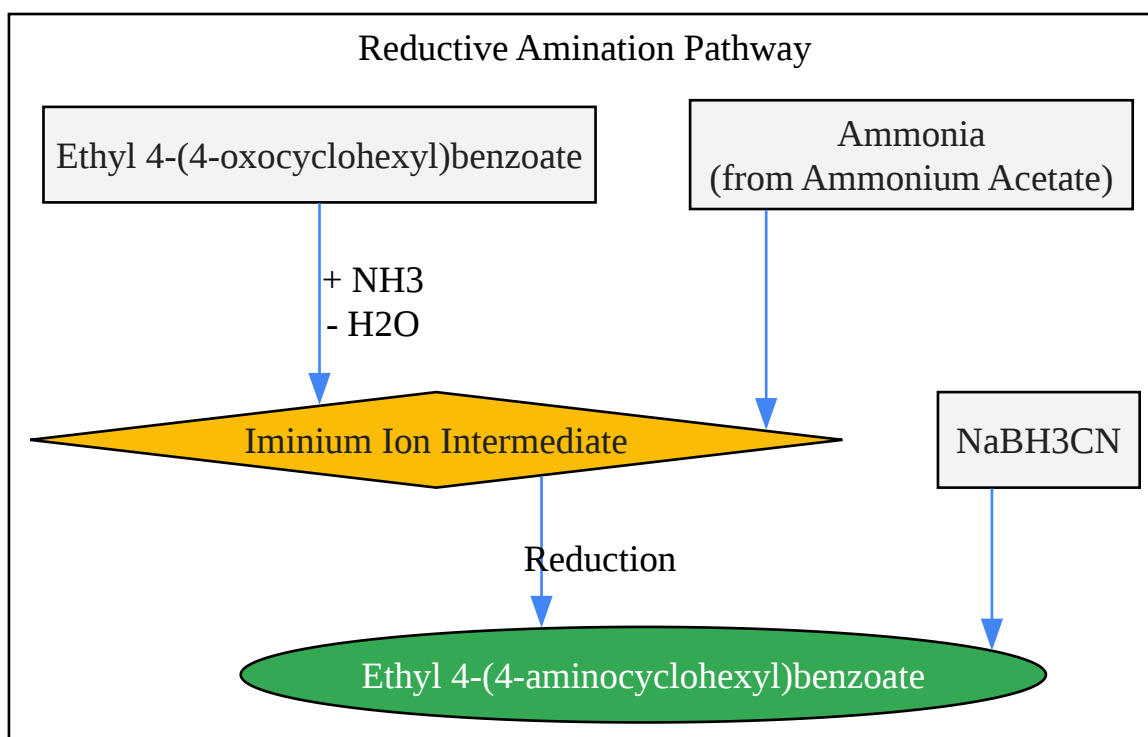 Reductive Amination Pathway
Ethyl 4-(4-oxocyclohexyl)benzoate
Ammonia
(from Ammonium Acetate)
+ NH3
- H2O
Iminium Ion Intermediate
NaBH3CN
Reduction
Ethyl 4-(4-aminocyclohexyl)benzoate